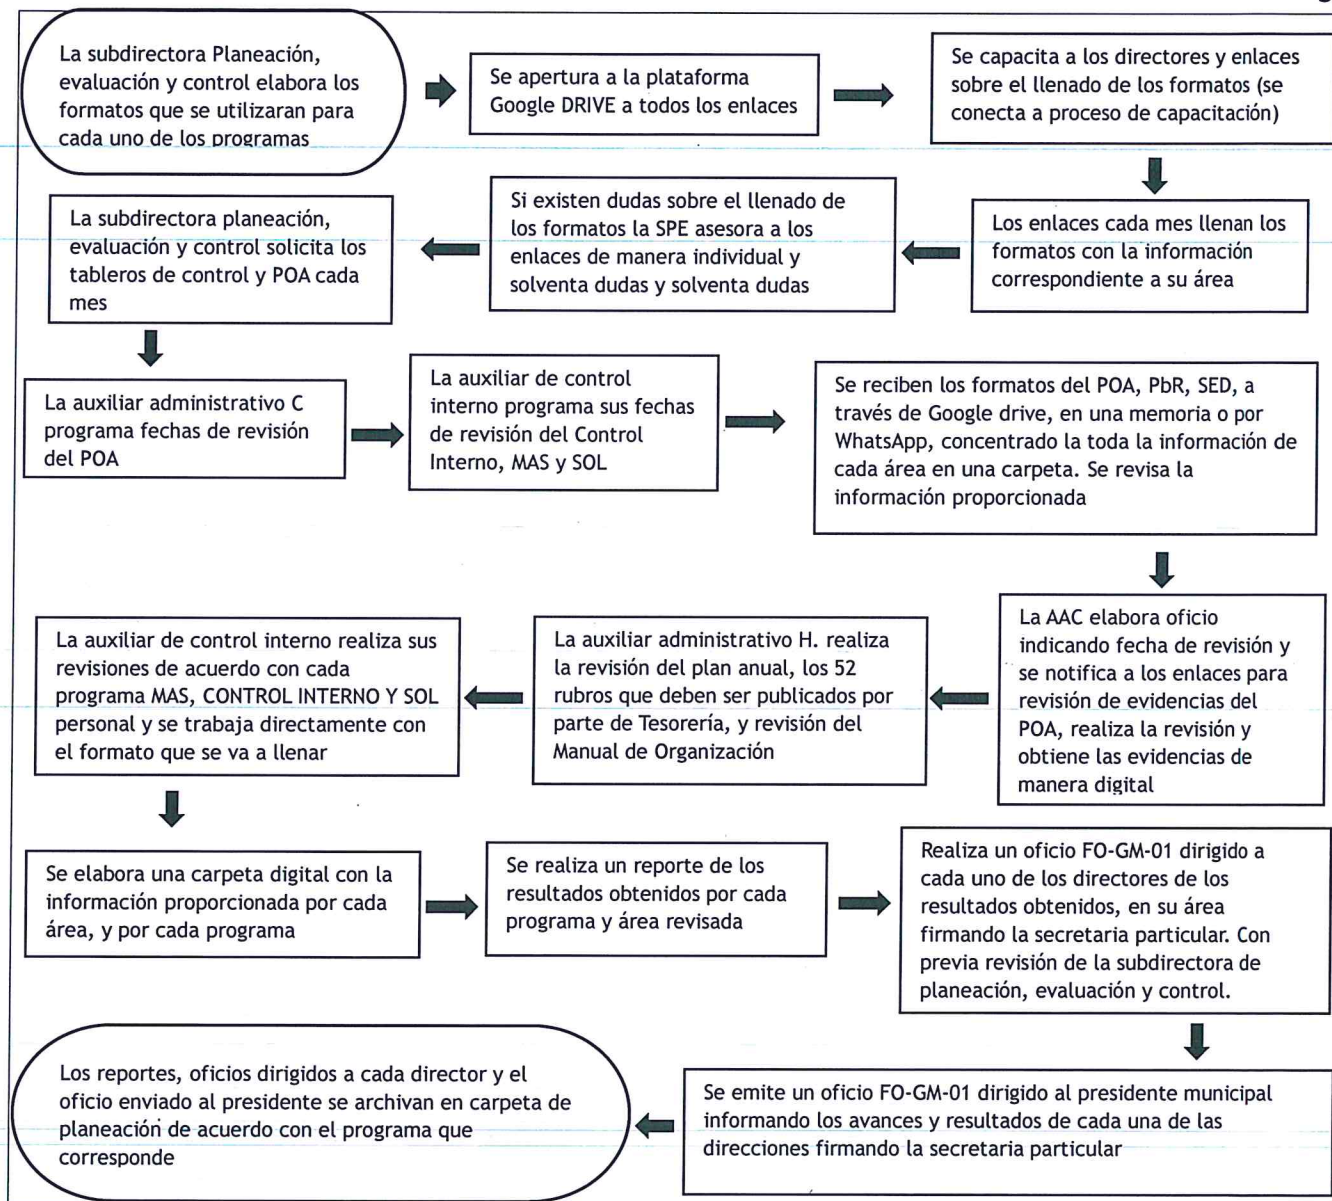 La subdirectora Planeación,
evaluación y control elabora los
formatos que se utilizaran para
cada uno de los programas
Se apertura a la plataforma
Google DRIVE a todos los enlaces
Se capacita a los directores y enlaces
sobre el llenado de los formatos (se
conecta a proceso de capacitación)
Los enlaces cada mes llenan los
formatos con la información
correspondiente a su área
Si existen dudas sobre el llenado de
los formatos la SPE asesora a los
enlaces de manera individual y
solventa dudas y solventa dudas
La subdirectora planeación,
evaluación y control solicita los
tableros de control y POA cada
mes
La auxiliar administrativo C
programa fechas de revisión
del POA
La auxiliar de control
interno programa sus fechas
de revisión del Control
Interno, MAS y SOL
Se reciben los formatos del POA, PbR, SED, a
través de Google drive, en una memoria o por
WhatsApp, concentrado la toda la información de
cada área en una carpeta. Se revisa la
información proporcionada
La AAC elabora oficio
indicando fecha de revisión y
se notifica a los enlaces para
revisión de evidencias del
POA, realiza la revisión y
obtiene las evidencias de
manera digital
La auxiliar administrativo H. realiza
la revisión del plan anual, los 52
rubros que deben ser publicados por
parte de Tesorería, y revisión del
Manual de Organización
La auxiliar de control interno realiza sus
revisiones de acuerdo con cada
programa MAS, CONTROL INTERNO Y SOL
personal y se trabaja directamente con
el formato que se va a llenar
Se elabora una carpeta digital con la
información proporcionada por cada
área, y por cada programa
Se realiza un reporte de los
resultados obtenidos por cada
programa y área revisada
Realiza un oficio FO-GM-01 dirigido a
cada uno de los directores de los
resultados obtenidos, en su área
firmando la secretaria particular. Con
previa revisión de la subdirectora de
planeación, evaluación y control.
Se emite un oficio FO-GM-01 dirigido al presidente municipal
informando los avances y resultados de cada una de las
direcciones firmando la secretaria particular
Los reportes, oficios dirigidos a cada director y el
oficio enviado al presidente se archivan en carpeta de
planeación de acuerdo con el programa que
corresponde